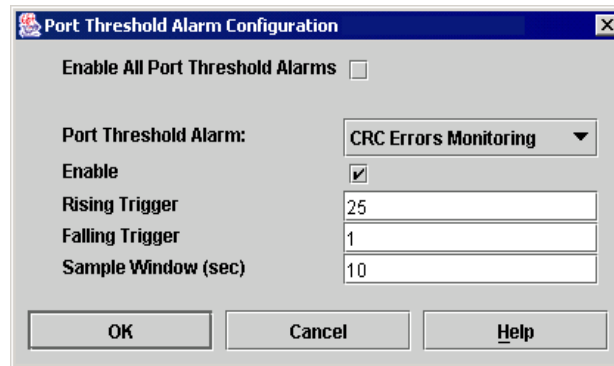 Port Threshold Alarm Configuration
Enable All Port Threshold Alarms
Port Threshold Alarm: CRC Errors Monitoring
Enable
Rising Trigger 25
Falling Trigger 1
Sample Window (sec) 10
OK Cancel Help